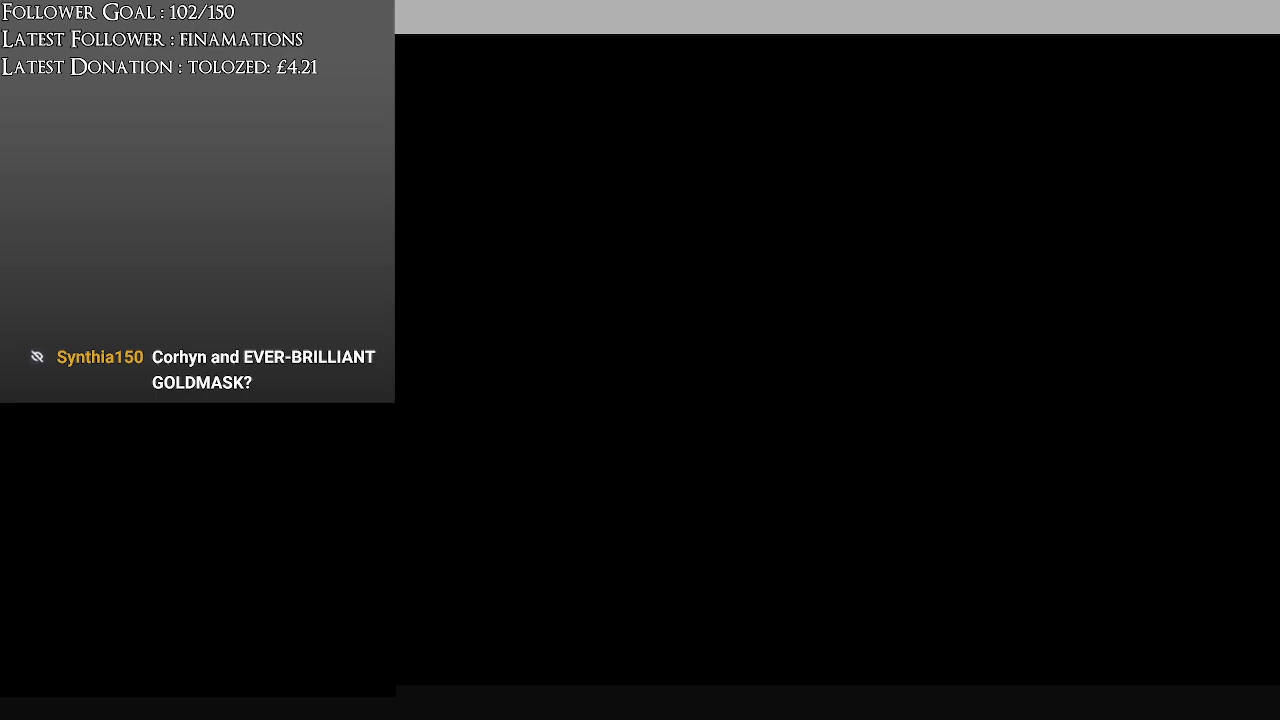 Follower Goal : 102/150
Latest Follower : finamations
Latest Donation : tolozed: £4.21
Synthia150 Corhyn and EVER-BRILLIANT
GOLDMASK?